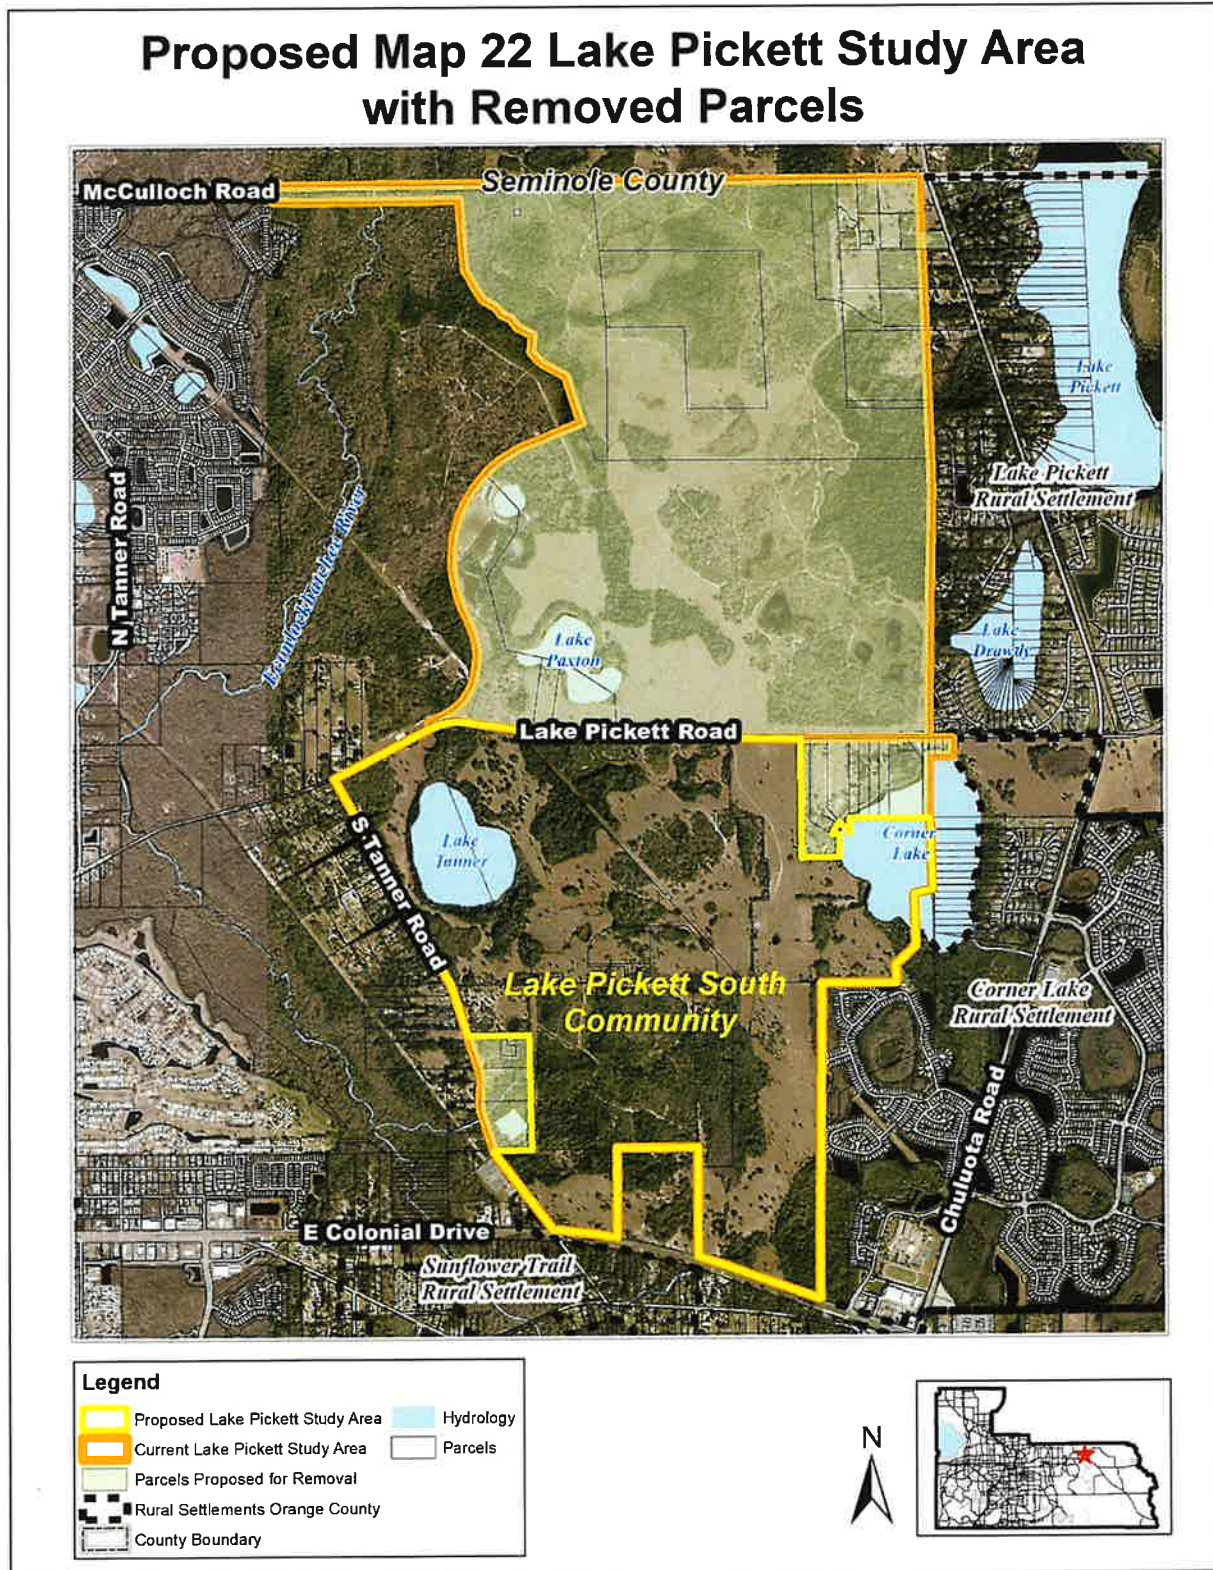 Proposed Map 22 Lake Pickett Study Area
with Removed Parcels
McCulloch Road
Seminole County
Lake
Pickett
Lake Pickett
Rural Settlement
N Tanner Road
Econlockhatchee River
Lake
Drawdy
Lake
Paxton
Lake Pickett Road
Lake
Tanner
S Tanner Road
Corner
Lake
Lake Pickett South
Community
Corner Lake
Rural Settlement
Chuluota Road
E Colonial Drive
Sunflower Trail
Rural Settlement
Legend
Proposed Lake Pickett Study Area
Hydrology
Current Lake Pickett Study Area
Parcels
Parcels Proposed for Removal
Rural Settlements Orange County
County Boundary
N